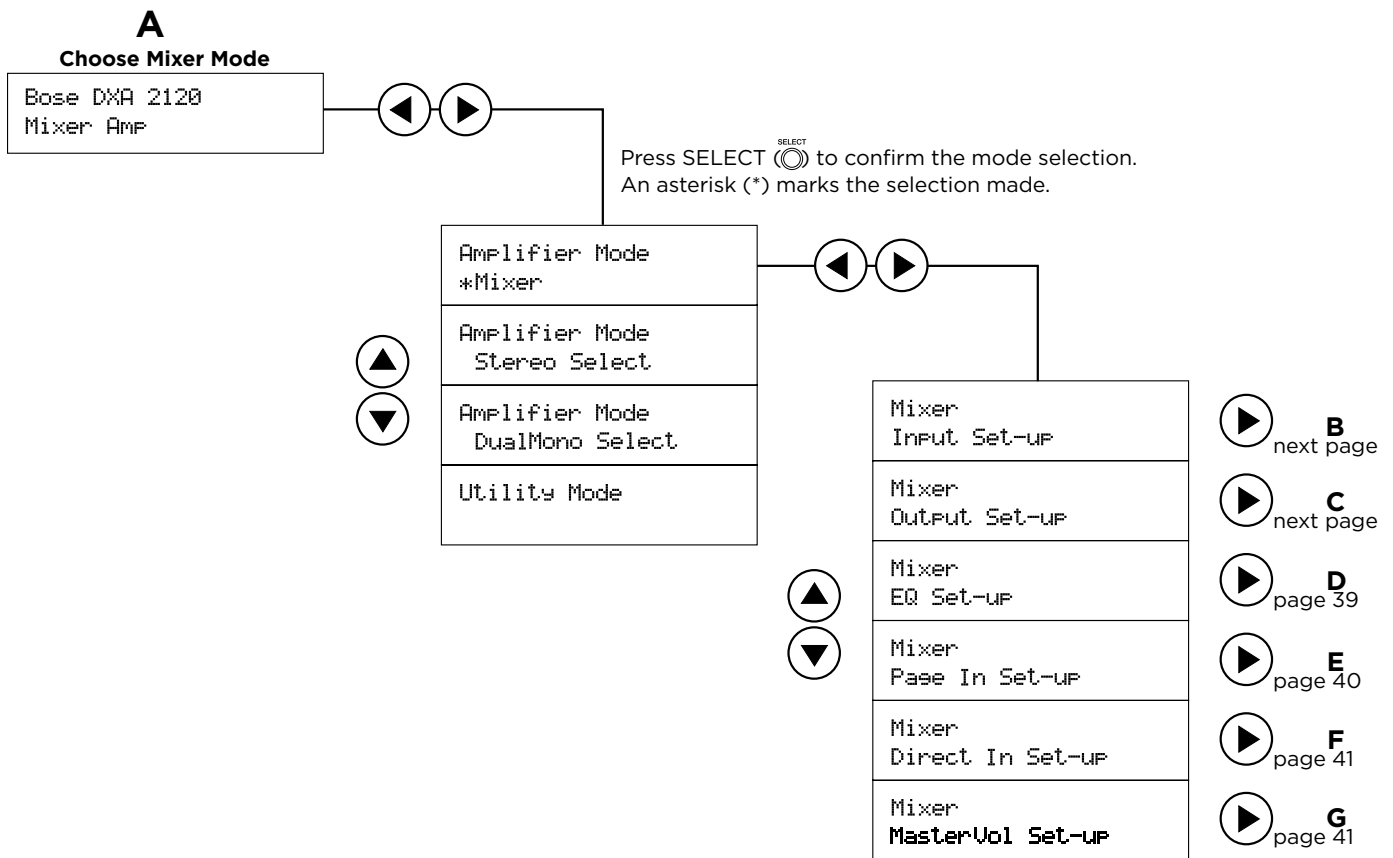 A
Choose Mixer Mode
Bose DXA 2120
Mixer Amp
SELECT
Press SELECT () to confirm the mode selection.
An asterisk (*) marks the selection made.
Amplifier Mode
*Mixer
Amplifier Mode
Stereo Select
Amplifier Mode
DualMono Select
Utility Mode
Mixer
Input Set-up
B
next page
Mixer
Output Set-up
C
next page
Mixer
EQ Set-up
D
page 39
Mixer
Page In Set-up
E
page 40
Mixer
Direct In Set-up
F
page 41
Mixer
MasterVol Set-up
G
page 41